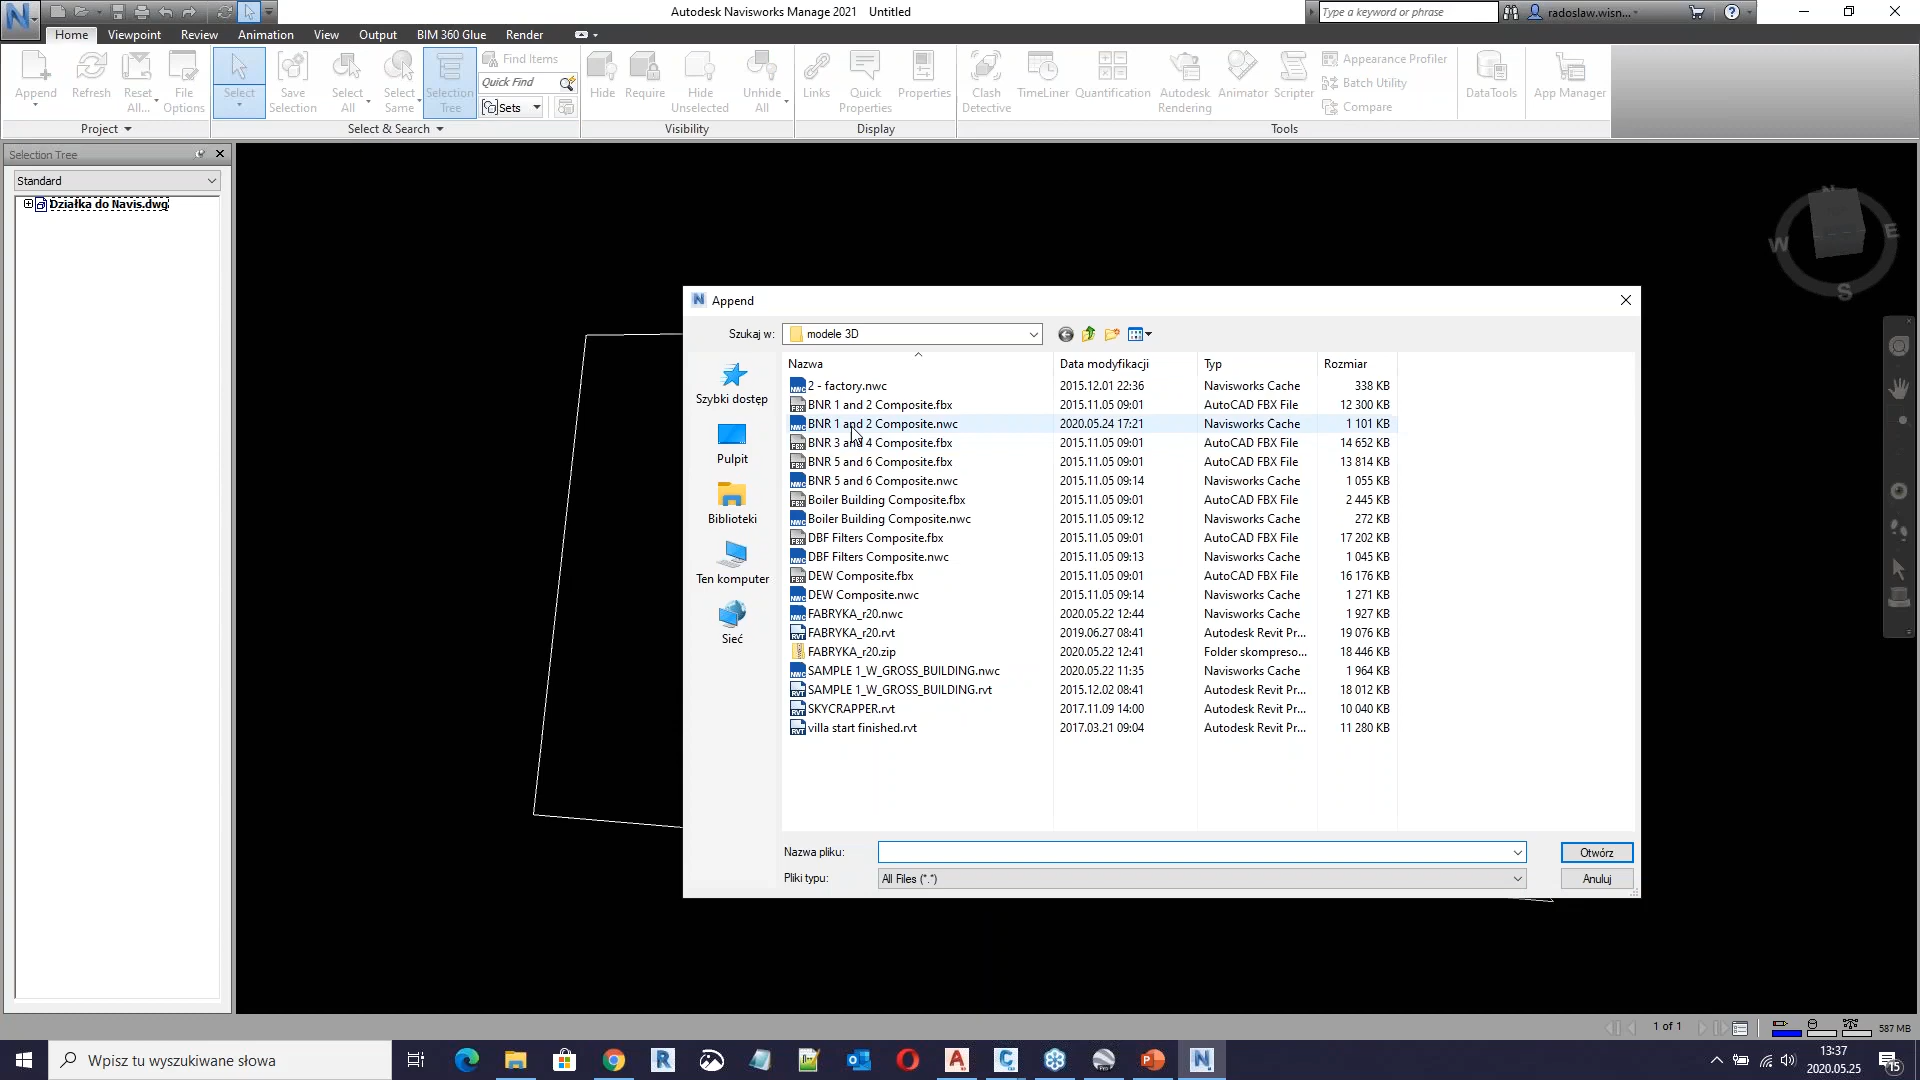 Autodesk Navisworks Manage 2021 Untitled
Type a keyword or phrase
radoslaw.wisn...
Home Viewpoint Review Animation View Output BIM 360 Glue Render
Append Refresh Reset All... File Options
Select Save Selection Select All Select Same Selection Tree
Find Items
Quick Find
Sets
Hide Require Hide Unselected Unhide All
Links Quick Properties Properties
Clash Detective TimeLiner Quantification Autodesk Rendering Animator Scripter
Appearance Profiler
Batch Utility
Compare
DataTools App Manager
Project Select & Search Visibility Display Tools
Selection Tree
Standard
Działka do Navis.dwg
N
W E
S
Append
Szukaj w: modele 3D
Szybki dostęp
Pulpit
Biblioteki
Ten komputer
Sieć
Nazwa Data modyfikacji Typ Rozmiar
2 - factory.nwc 2015.12.01 22:36 Navisworks Cache 338 KB
BNR 1 and 2 Composite.fbx 2015.11.05 09:01 AutoCAD FBX File 12 300 KB
BNR 1 and 2 Composite.nwc 2020.05.24 17:21 Navisworks Cache 1 101 KB
BNR 3 and 4 Composite.fbx 2015.11.05 09:01 AutoCAD FBX File 14 652 KB
BNR 5 and 6 Composite.fbx 2015.11.05 09:01 AutoCAD FBX File 13 814 KB
BNR 5 and 6 Composite.nwc 2015.11.05 09:14 Navisworks Cache 1 055 KB
Boiler Building Composite.fbx 2015.11.05 09:01 AutoCAD FBX File 2 445 KB
Boiler Building Composite.nwc 2015.11.05 09:12 Navisworks Cache 272 KB
DBF Filters Composite.fbx 2015.11.05 09:01 AutoCAD FBX File 17 202 KB
DBF Filters Composite.nwc 2015.11.05 09:13 Navisworks Cache 1 045 KB
DEW Composite.fbx 2015.11.05 09:01 AutoCAD FBX File 16 176 KB
DEW Composite.nwc 2015.11.05 09:14 Navisworks Cache 1 271 KB
FABRYKA_r20.nwc 2020.05.22 12:44 Navisworks Cache 1 927 KB
FABRYKA_r20.rvt 2019.06.27 08:41 Autodesk Revit Pr... 19 076 KB
FABRYKA_r20.zip 2020.05.22 12:41 Folder skompreso... 18 446 KB
SAMPLE 1_W_GROSS_BUILDING.nwc 2020.05.22 11:35 Navisworks Cache 1 964 KB
SAMPLE 1_W_GROSS_BUILDING.rvt 2015.12.02 08:41 Autodesk Revit Pr... 18 012 KB
SKYCRAPPER.rvt 2017.11.09 14:00 Autodesk Revit Pr... 10 040 KB
villa start finished.rvt 2017.03.21 09:04 Autodesk Revit Pr... 11 280 KB
Nazwa pliku: Otwórz
Pliki typu: All Files (*.*) Anuluj
1 of 1 587 MB
Wpisz tu wyszukiwane słowa
13:37
2020.05.25
15